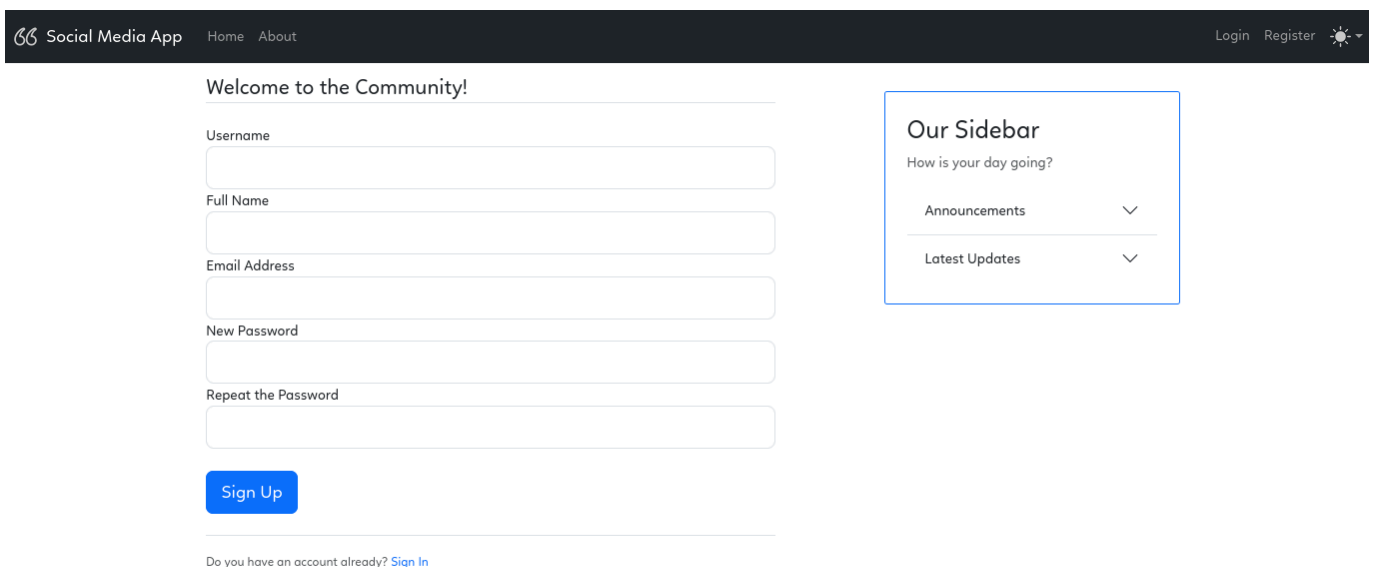 Social Media App Home About Login Register
Welcome to the Community!
Username
Full Name
Email Address
New Password
Repeat the Password
Sign Up
Do you have an account already? Sign In
Our Sidebar
How is your day going?
Announcements
Latest Updates